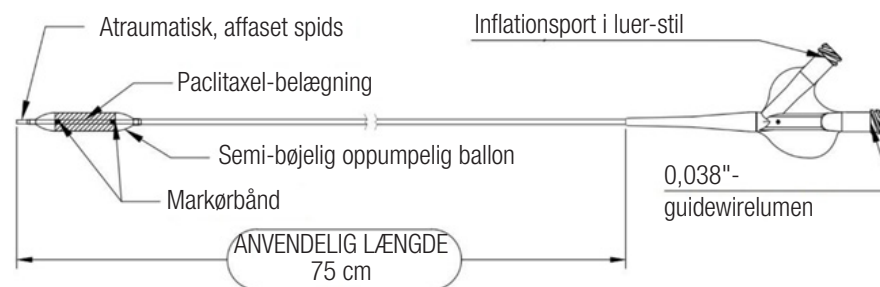 Atraumatisk, affaset spids
Inflationsport i luer-stil
Paclitaxel-belægning
Semi-bøjelig oppumpelig ballon
Markørbånd
0,038"-
guidewirelumen
ANVENDELIG LÆNGDE
75 cm